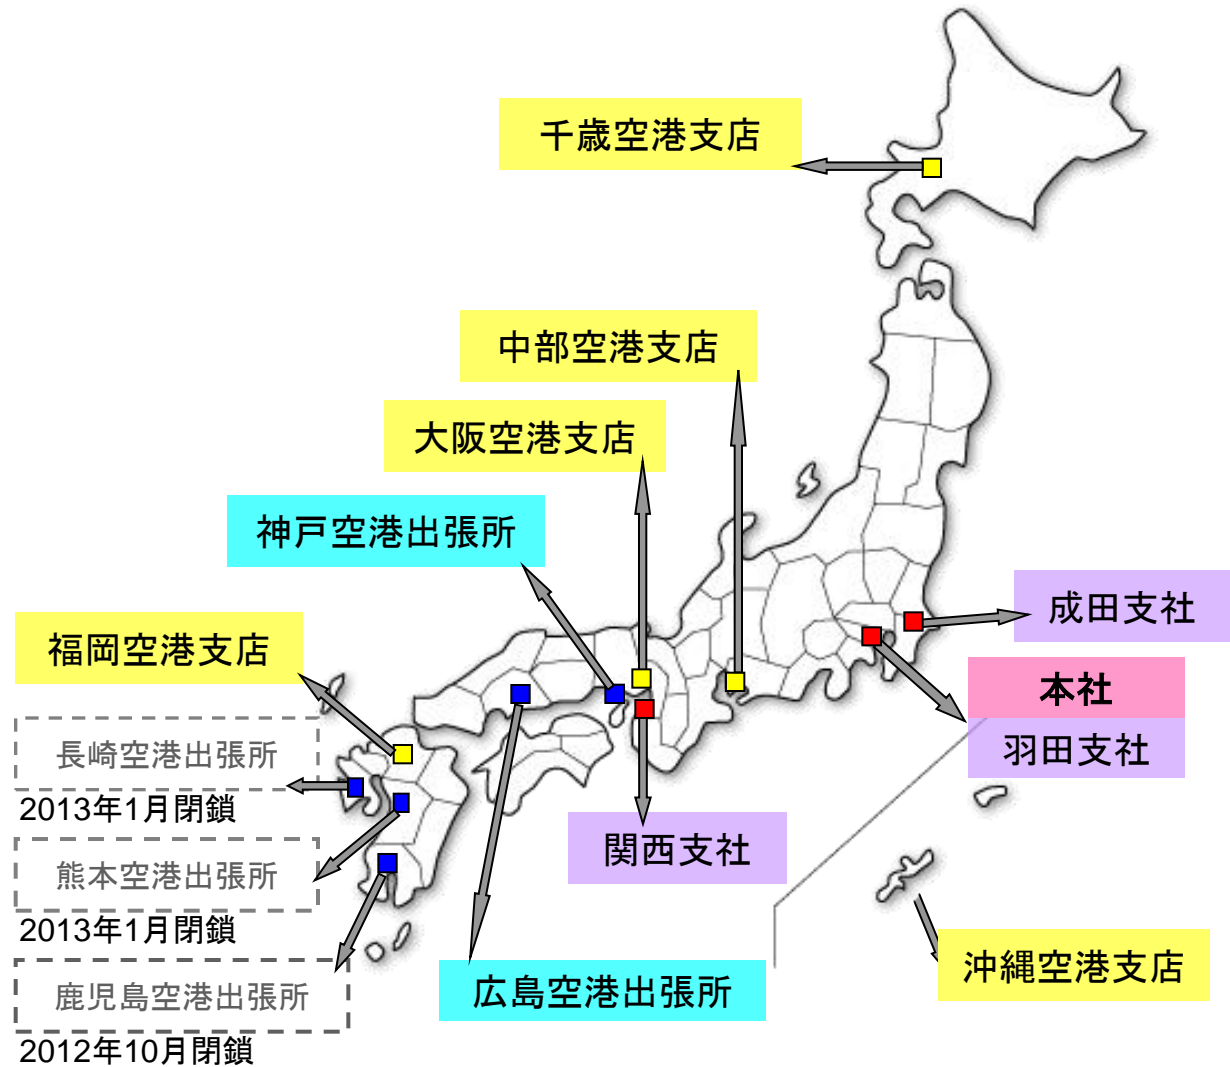 千歳空港支店
中部空港支店
大阪空港支店
神戸空港出張所
成田支社
福岡空港支店
本社
羽田支社
長崎空港出張所
2013年1月閉鎖
関西支社
熊本空港出張所
2013年1月閉鎖
沖縄空港支店
広島空港出張所
鹿児島空港出張所
2012年10月閉鎖